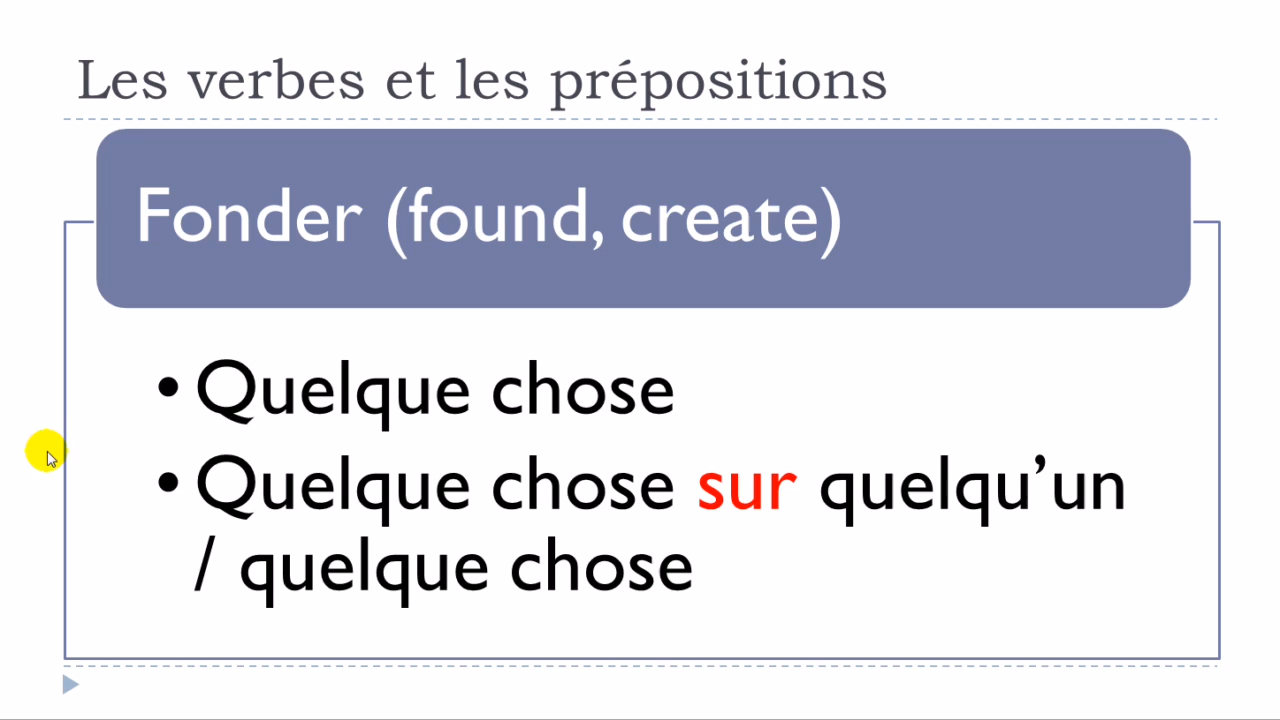 Les verbes et les prépositions
Fonder (found, create)
• Quelque chose
• Quelque chose sur quelqu’un
/ quelque chose